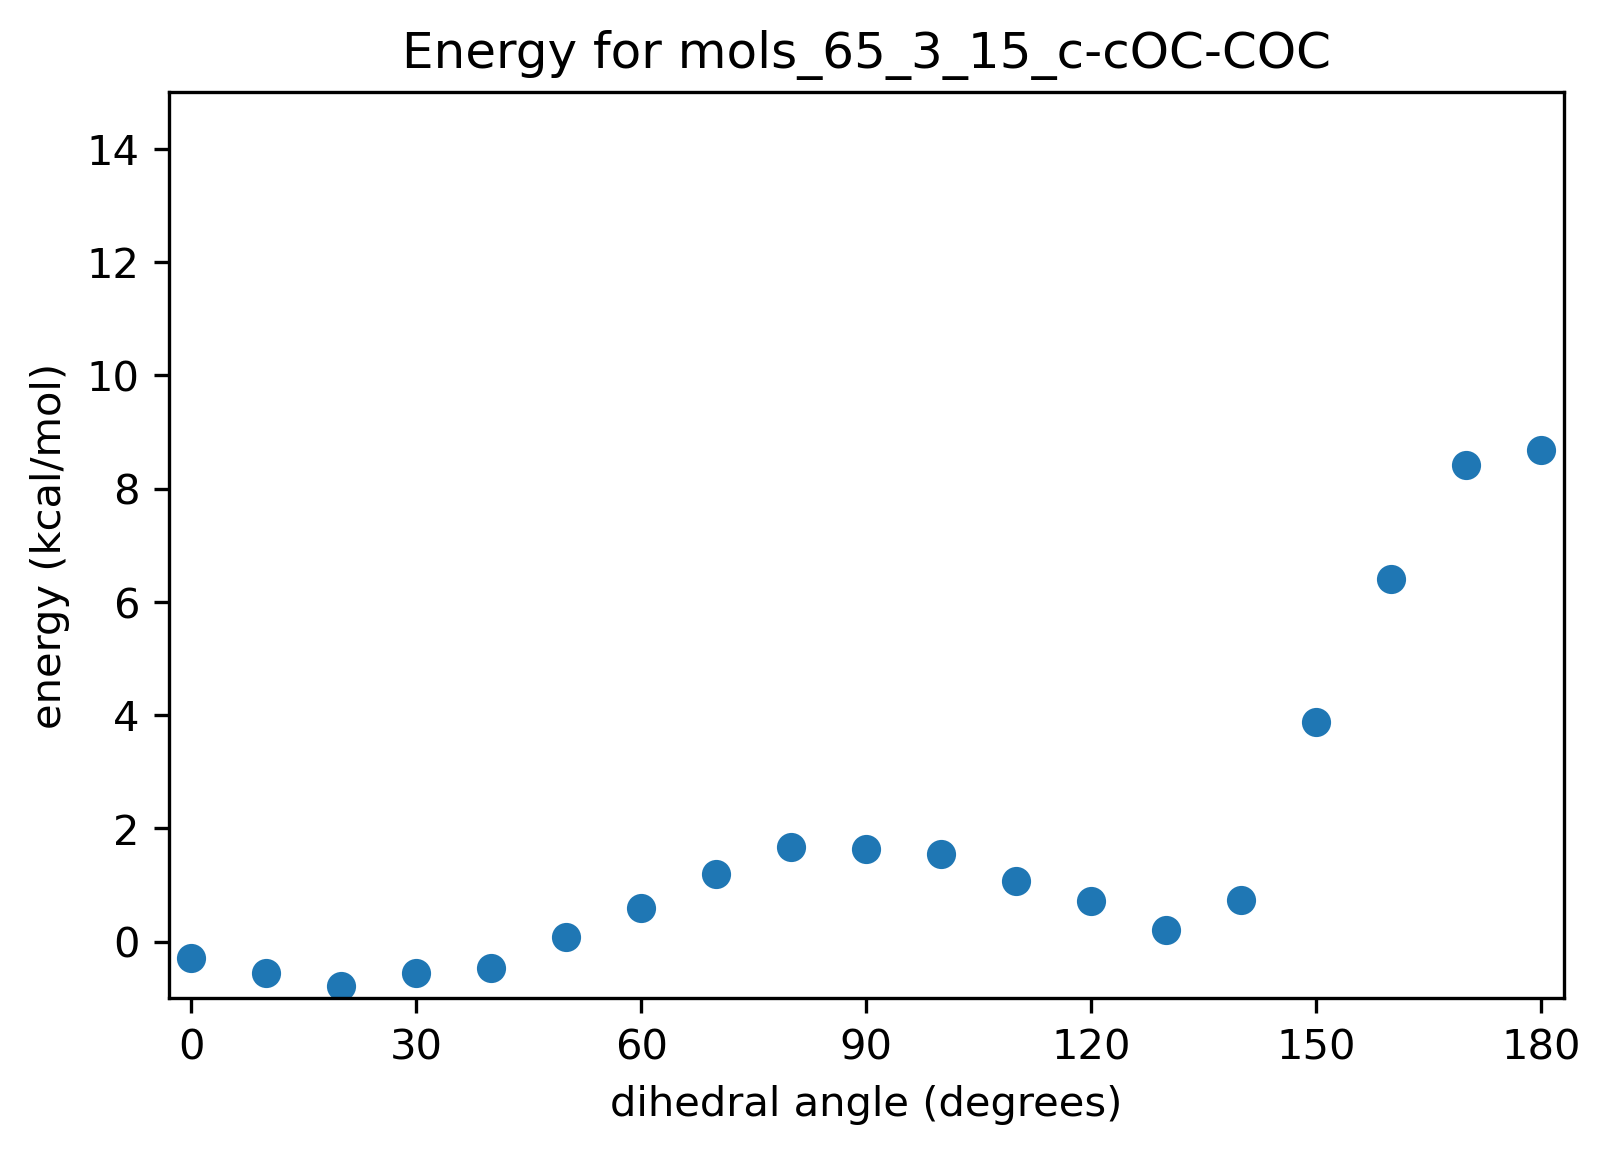 Energy for mols_65_3_15_c-cOC-COC
14
12
10
8
6
4
2
0
energy (kcal/mol)
0 30 60 90 120 150 180
dihedral angle (degrees)